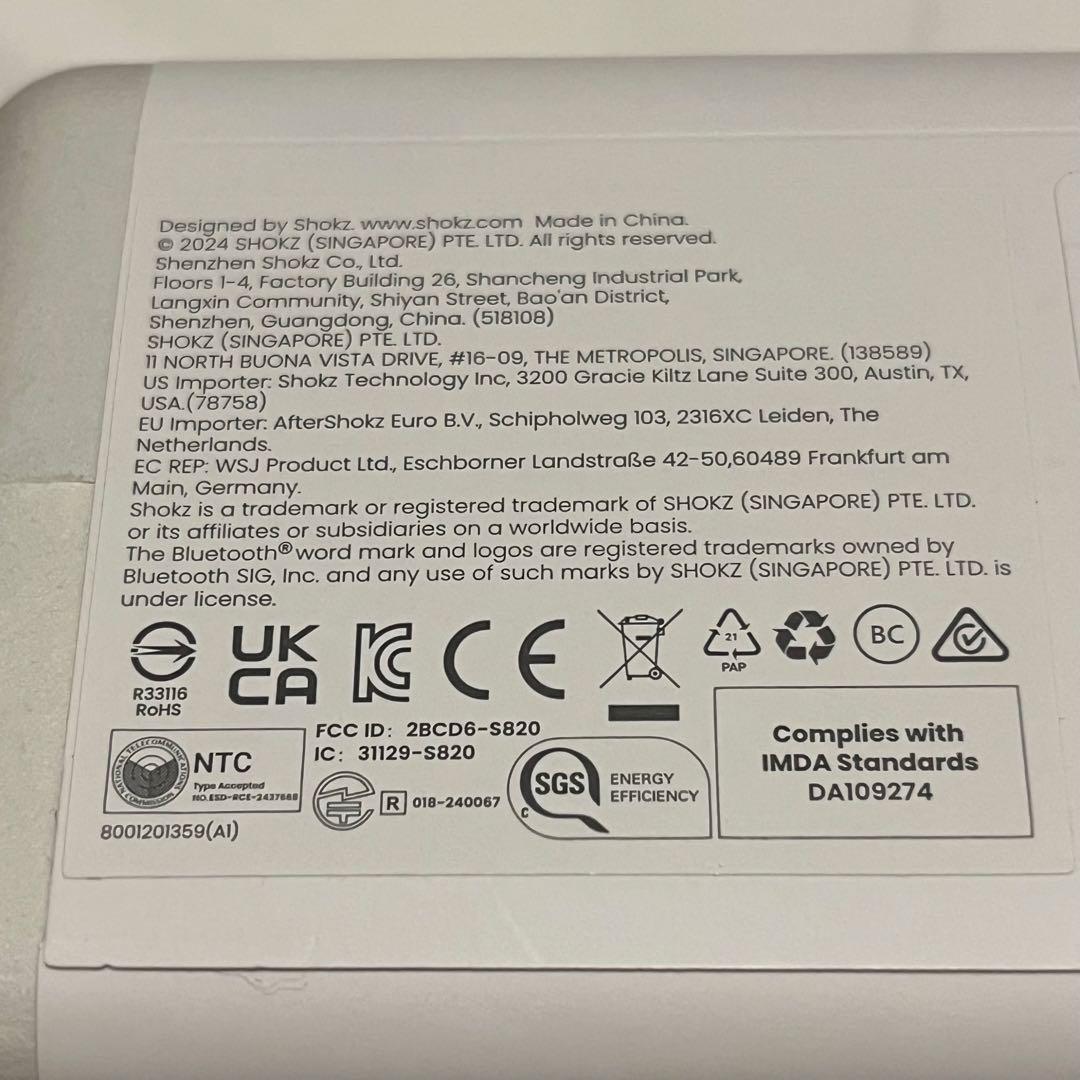 Designed by Shokz. www.shokz.com Made in China.
© 2024 SHOKZ (SINGAPORE) PTE. LTD. All rights reserved.
Shenzhen Shokz Co., Ltd.
Floors 1-4, Factory Building 26, Shancheng Industrial Park,
Langxin Community, Shiyan Street, Bao'an District,
Shenzhen, Guangdong, China. (518108)
SHOKZ (SINGAPORE) PTE. LTD.
11 NORTH BUONA VISTA DRIVE, #16-09, THE METROPOLIS, SINGAPORE. (138589)
US Importer: Shokz Technology Inc, 3200 Gracie Kiltz Lane Suite 300, Austin, TX,
USA.(78758)
EU Importer: AfterShokz Euro B.V., Schipholweg 103, 2316XC Leiden, The
Netherlands.
EC REP: WSJ Product Ltd., Eschborner Landstraße 42-50,60489 Frankfurt am
Main, Germany.
Shokz is a trademark or registered trademark of SHOKZ (SINGAPORE) PTE. LTD.
or its affiliates or subsidiaries on a worldwide basis.
The Bluetooth® word mark and logos are registered trademarks owned by
Bluetooth SIG, Inc. and any use of such marks by SHOKZ (SINGAPORE) PTE. LTD. is
under license.
R33116
RoHS
UK
CA
KC
CE
21
PAP
BC
FCC ID: 2BCD6-S820
IC: 31129-S820
NATIONAL TELECOMMUNICATIONS COMMISSION
NTC
Type Accepted
NO.ESD-RCE-2437688
R 018-240067
SGS
C
ENERGY
EFFICIENCY
Complies with
IMDA Standards
DA109274
8001201359(A1)